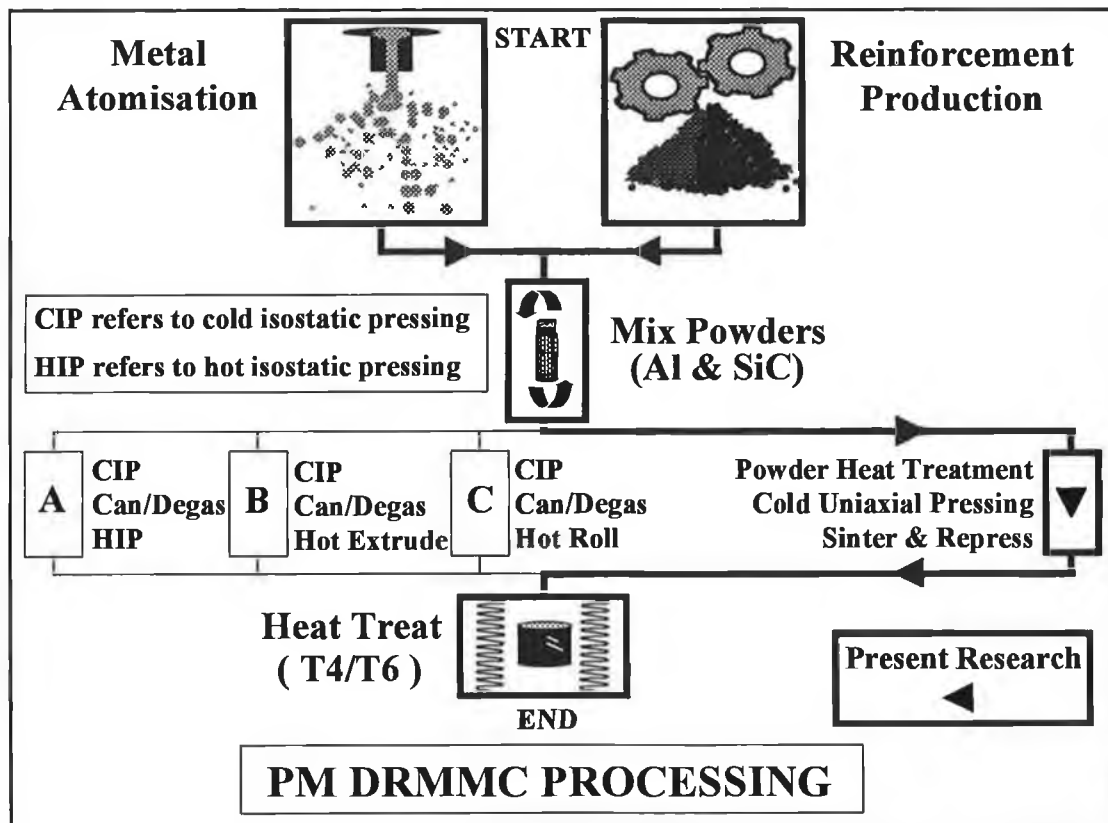 Metal
Atomisation
START
Reinforcement
Production
CIP refers to cold isostatic pressing
HIP refers to hot isostatic pressing
Mix Powders
(Al & SiC)
A
CIP
Can/Degas
HIP
B
CIP
Can/Degas
Hot Extrude
C
CIP
Can/Degas
Hot Roll
Powder Heat Treatment
Cold Uniaxial Pressing
Sinter & Repress
Heat Treat
( T4/T6 )
END
Present Research
PM DRMMC PROCESSING